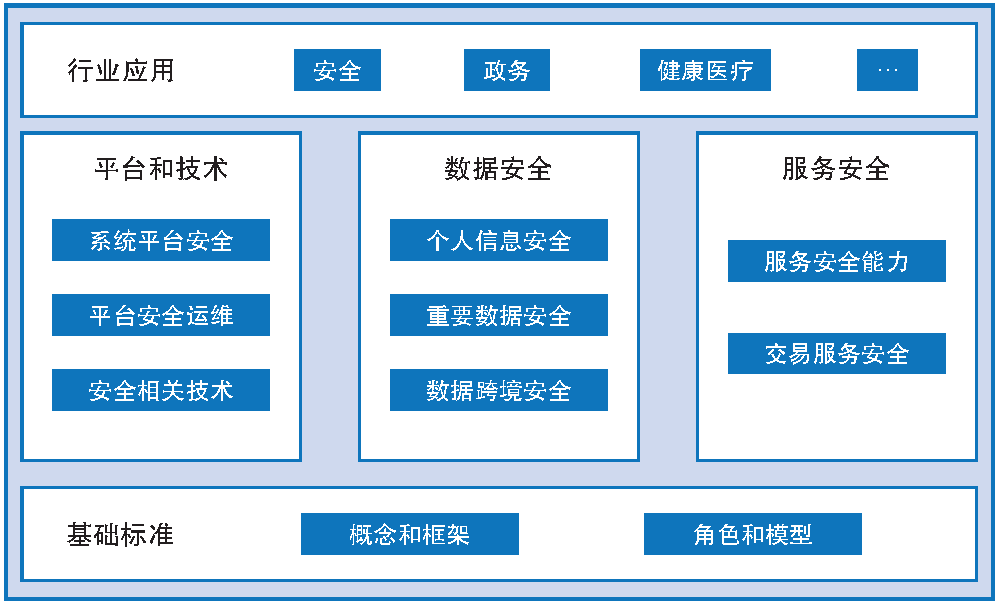 行业应用
安全
政务
健康医疗
…
平台和技术
系统平台安全
平台安全运维
安全相关技术
数据安全
个人信息安全
重要数据安全
数据跨境安全
服务安全
服务安全能力
交易服务安全
基础标准
概念和框架
角色和模型